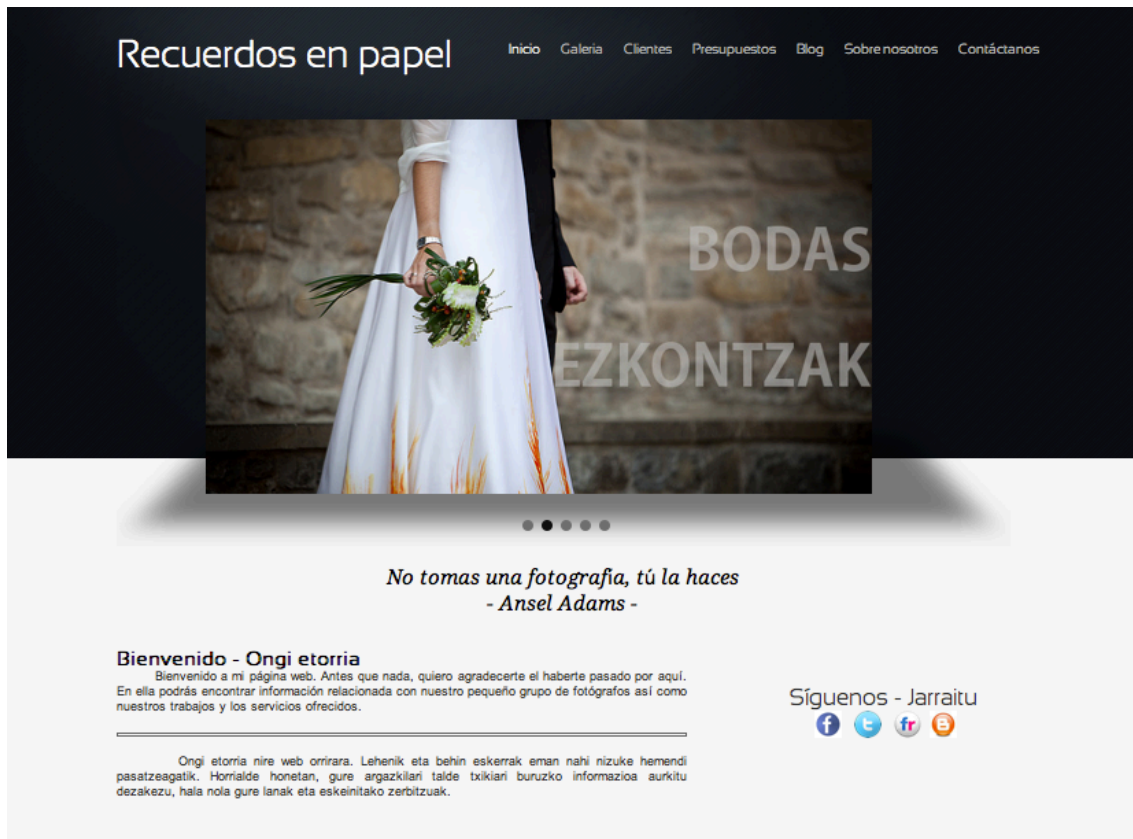 Recuerdos en papel
Inicio Galeria Clientes Presupuestos Blog Sobre nosotros Contáctanos
BODAS
EZKONTZAK
No tomas una fotografía, tú la haces
- Ansel Adams -
Bienvenido - Ongi etorria
Bienvenido a mi página web. Antes que nada, quiero agradecerte el haberte pasado por aquí.
En ella podrás encontrar información relacionada con nuestro pequeño grupo de fotógrafos así como
nuestros trabajos y los servicios ofrecidos.
Ongi etorria nire web orrirara. Lehenik eta behin eskerrak eman nahi nizuke hemendi
pasatzeagatik. Horrialde honetan, gure argazkilari talde txikiari buruzko informazioa aurkitu
dezakezu, hala nola gure lanak eta eskeinitako zerbitzuak.
Síguenos - Jarraitu
f t fr B